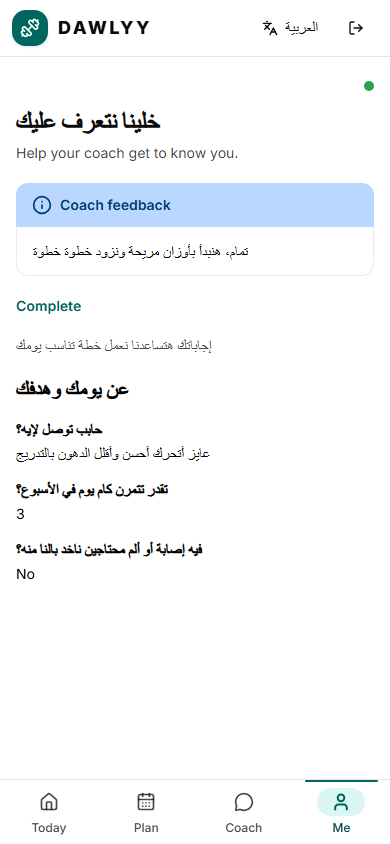 DAWLYY
العربية
خلينا نتعرف عليك
Help your coach get to know you.
Coach feedback
تمام، هنبدأ بأوزان مريحة ونزود خطوة خطوة
Complete
إجاباتك هتساعدنا نعمل خطة تناسب يومك
عن يومك وهدفك
حابب توصل لإيه؟
عايز أتحرك أحسن وأقلل الدهون بالتدريج
تقدر تتمرن كام يوم في الأسبوع؟
3
فيه إصابة أو ألم محتاجين ناخد بالنا منه؟
No
Today
Plan
Coach
Me